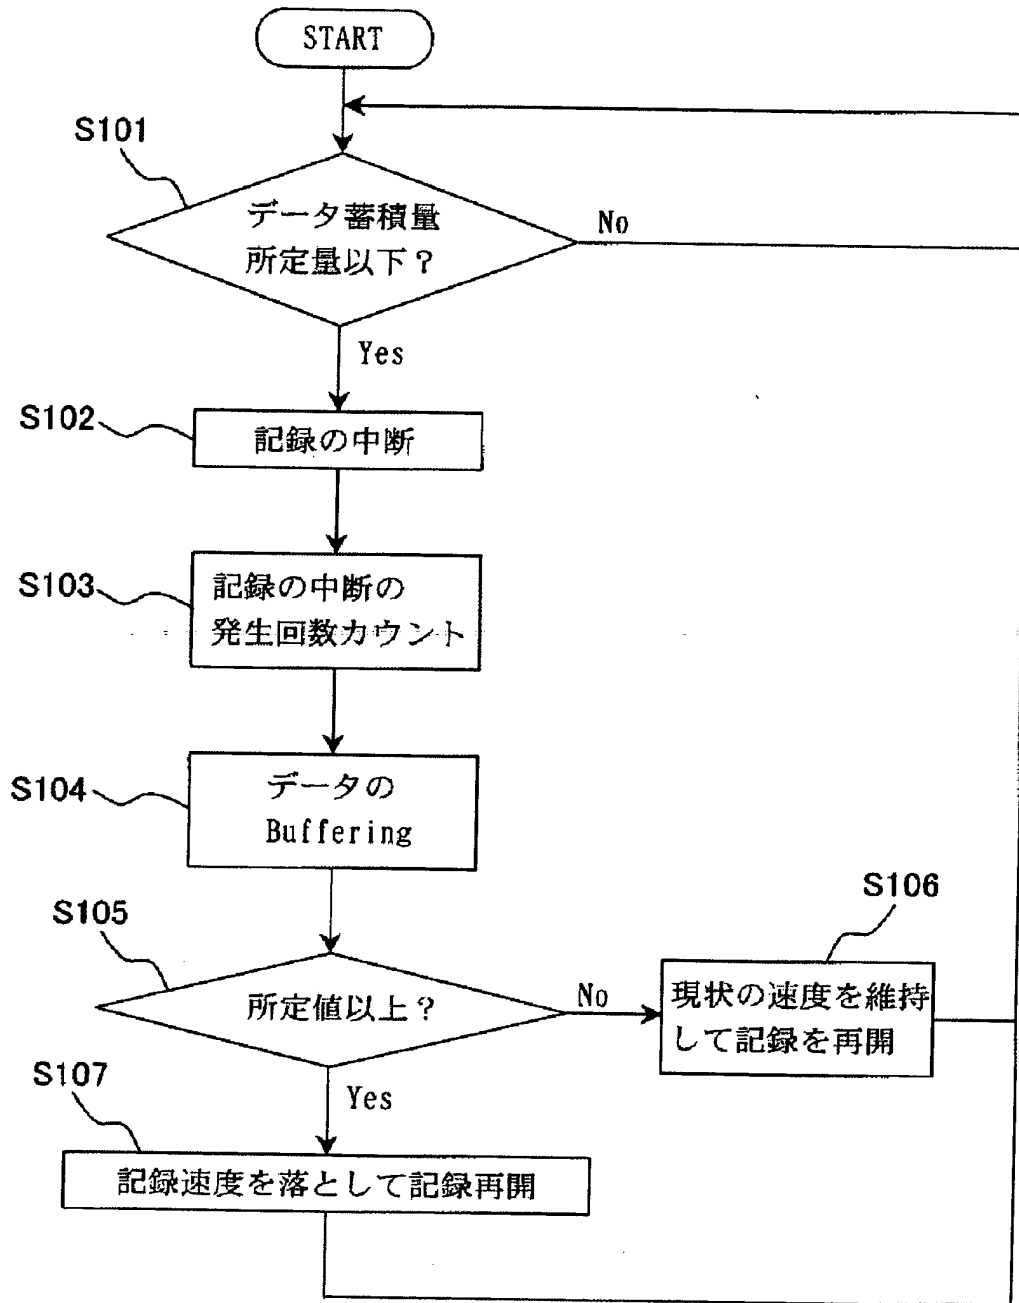 START
S101
データ蓄積量
所定量以下?
No
Yes
S102
記録の中断
S103
記録の中断の
発生回数カウント
S104
データの
Buffering
S105
所定値以上?
No
S106
現状の速度を維持
して記録を再開
Yes
S107
記録速度を落として記録再開